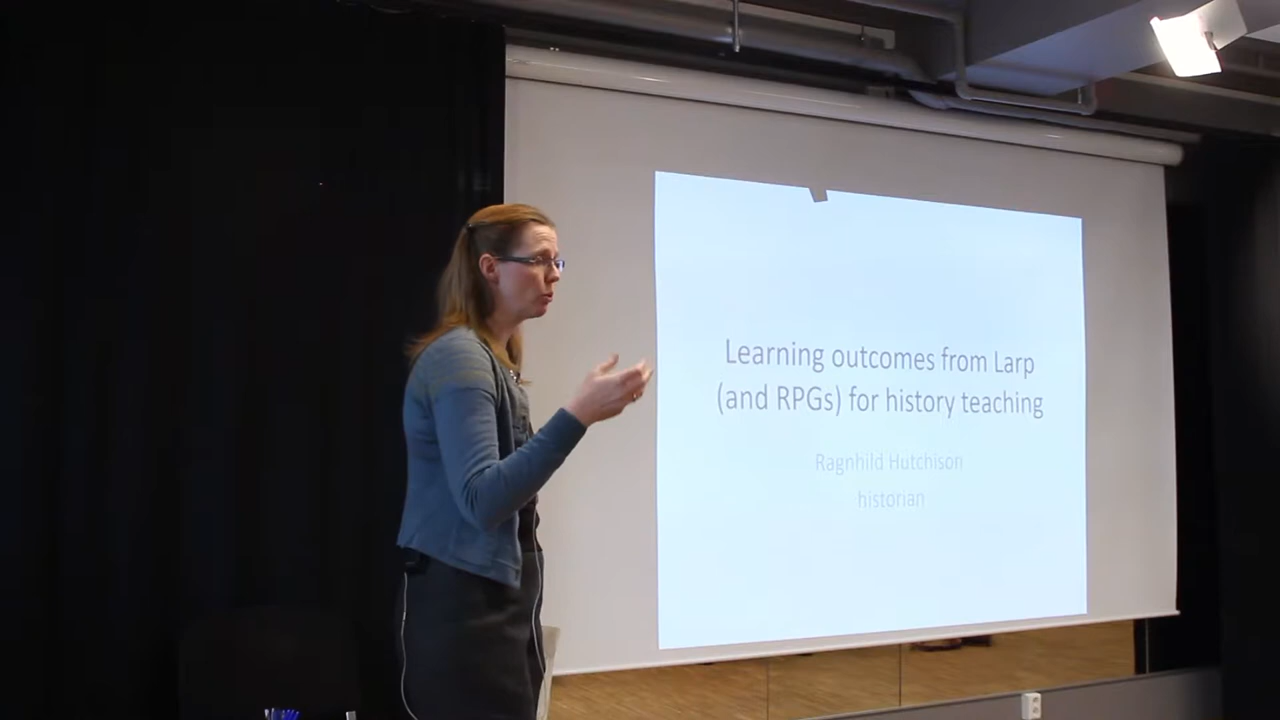 Learning outcomes from Larp
(and RPGs) for history teaching
Ragnhild Hutchison
historian